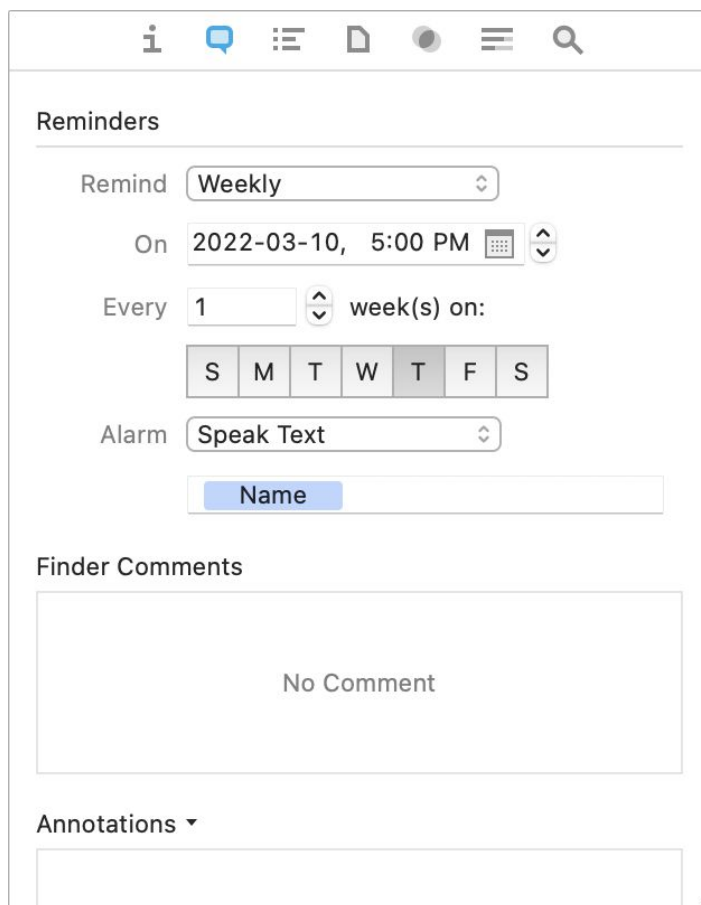 Reminders
Remind Weekly
On 2022-03-10, 5:00 PM
Every 1 week(s) on:
S M T W T F S
Alarm Speak Text
Name
Finder Comments
No Comment
Annotations